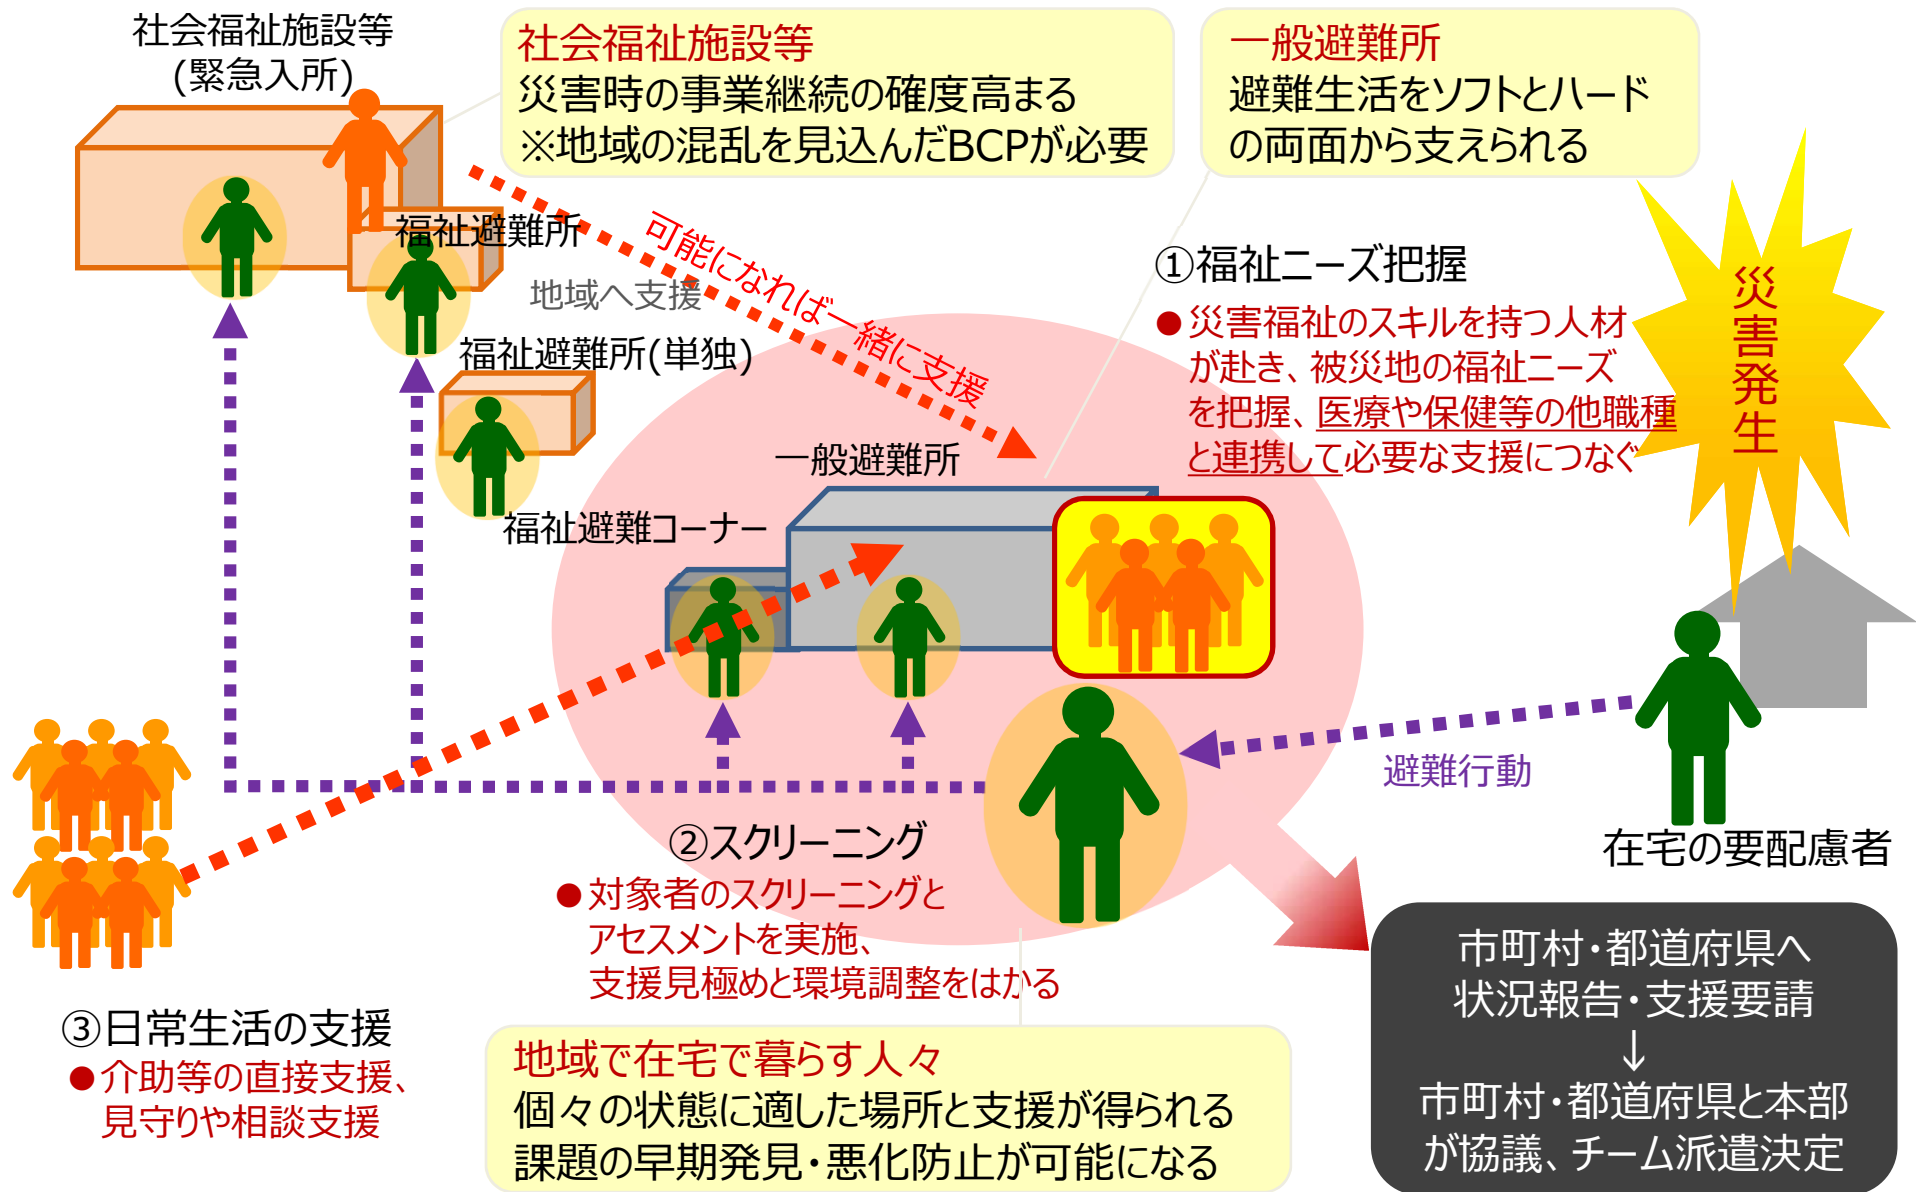 社会福祉施設等
(緊急入所)
社会福祉施設等
災害時の事業継続の確度高まる
※地域の混乱を見込んだBCPが必要
一般避難所
避難生活をソフトとハード
の両面から支えられる
災害発生
福祉避難所
地域へ支援
可能になれば一緒に支援
福祉避難所(単独)
①福祉ニーズ把握
●災害福祉のスキルを持つ人材
が赴き、被災地の福祉ニーズ
を把握、医療や保健等の他職種
と連携して必要な支援につなぐ
一般避難所
福祉避難コーナー
避難行動
在宅の要配慮者
②スクリーニング
●対象者のスクリーニングと
アセスメントを実施、
支援見極めと環境調整をはかる
③日常生活の支援
●介助等の直接支援、
見守りや相談支援
地域で在宅で暮らす人々
個々の状態に適した場所と支援が得られる
課題の早期発見・悪化防止が可能になる
市町村・都道府県へ
状況報告・支援要請
↓
市町村・都道府県と本部
が協議、チーム派遣決定